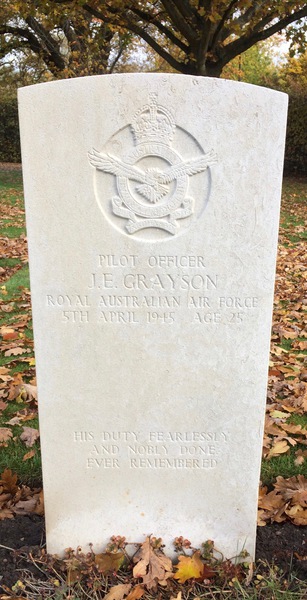 PILOT OFFICER
J.E. GRAYSON
ROYAL AUSTRALIAN AIR FORCE
5TH APRIL 1945 AGE 25
HIS DUTY FEARLESSLY
AND NOBLY DONE
EVER REMEMBERED